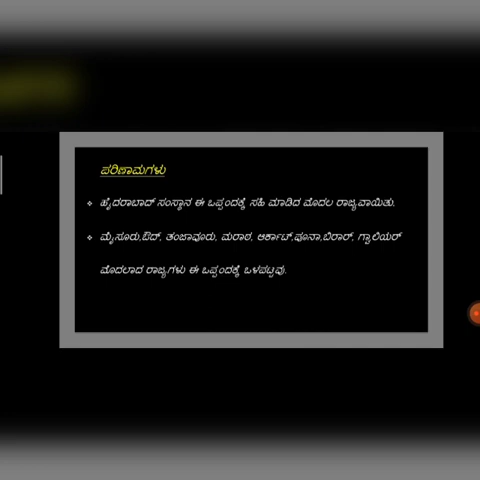 ಪರಿಣಾಮಗಳು
❖ ಹೈದರಾಬಾದ್ ಸಂಸ್ಥಾನ ಈ ಒಪ್ಪಂದಕ್ಕೆ ಸಹಿ ಮಾಡಿದ ಮೊದಲ ರಾಜ್ಯವಾಯಿತು.
❖ ಮೈಸೂರು,ಔದ್, ತಂಜಾವೂರು, ಮರಾಠ, ಆರ್ಕಾಟ್,ಪೂನಾ,ಬಿರಾರ್, ಗ್ವಾಲಿಯರ್
ಮೊದಲಾದ ರಾಜ್ಯಗಳು ಈ ಒಪ್ಪಂದಕ್ಕೆ ಒಳಪಟ್ಟವು.